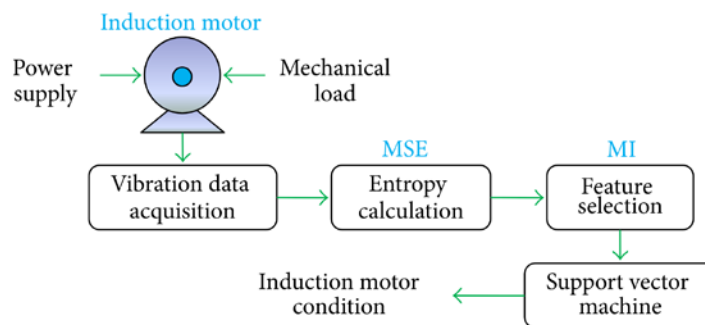 Induction motor
Power
supply
Mechanical
load
MSE
MI
Vibration data
acquisition
Entropy
calculation
Feature
selection
Induction motor
condition
Support vector
machine